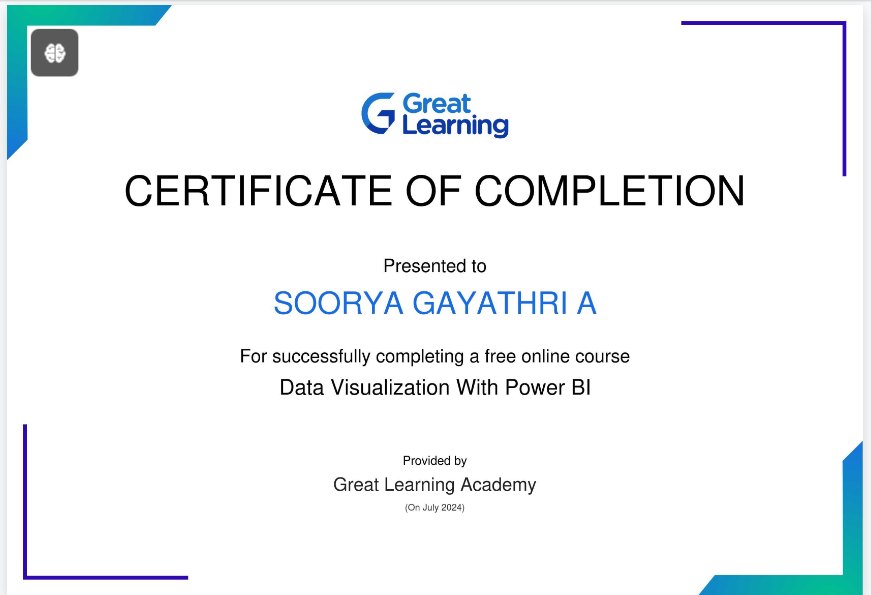 Great
Learning
CERTIFICATE OF COMPLETION
Presented to
SOORYA GAYATHRI A
For successfully completing a free online course
Data Visualization With Power BI
Provided by
Great Learning Academy
(On July 2024)